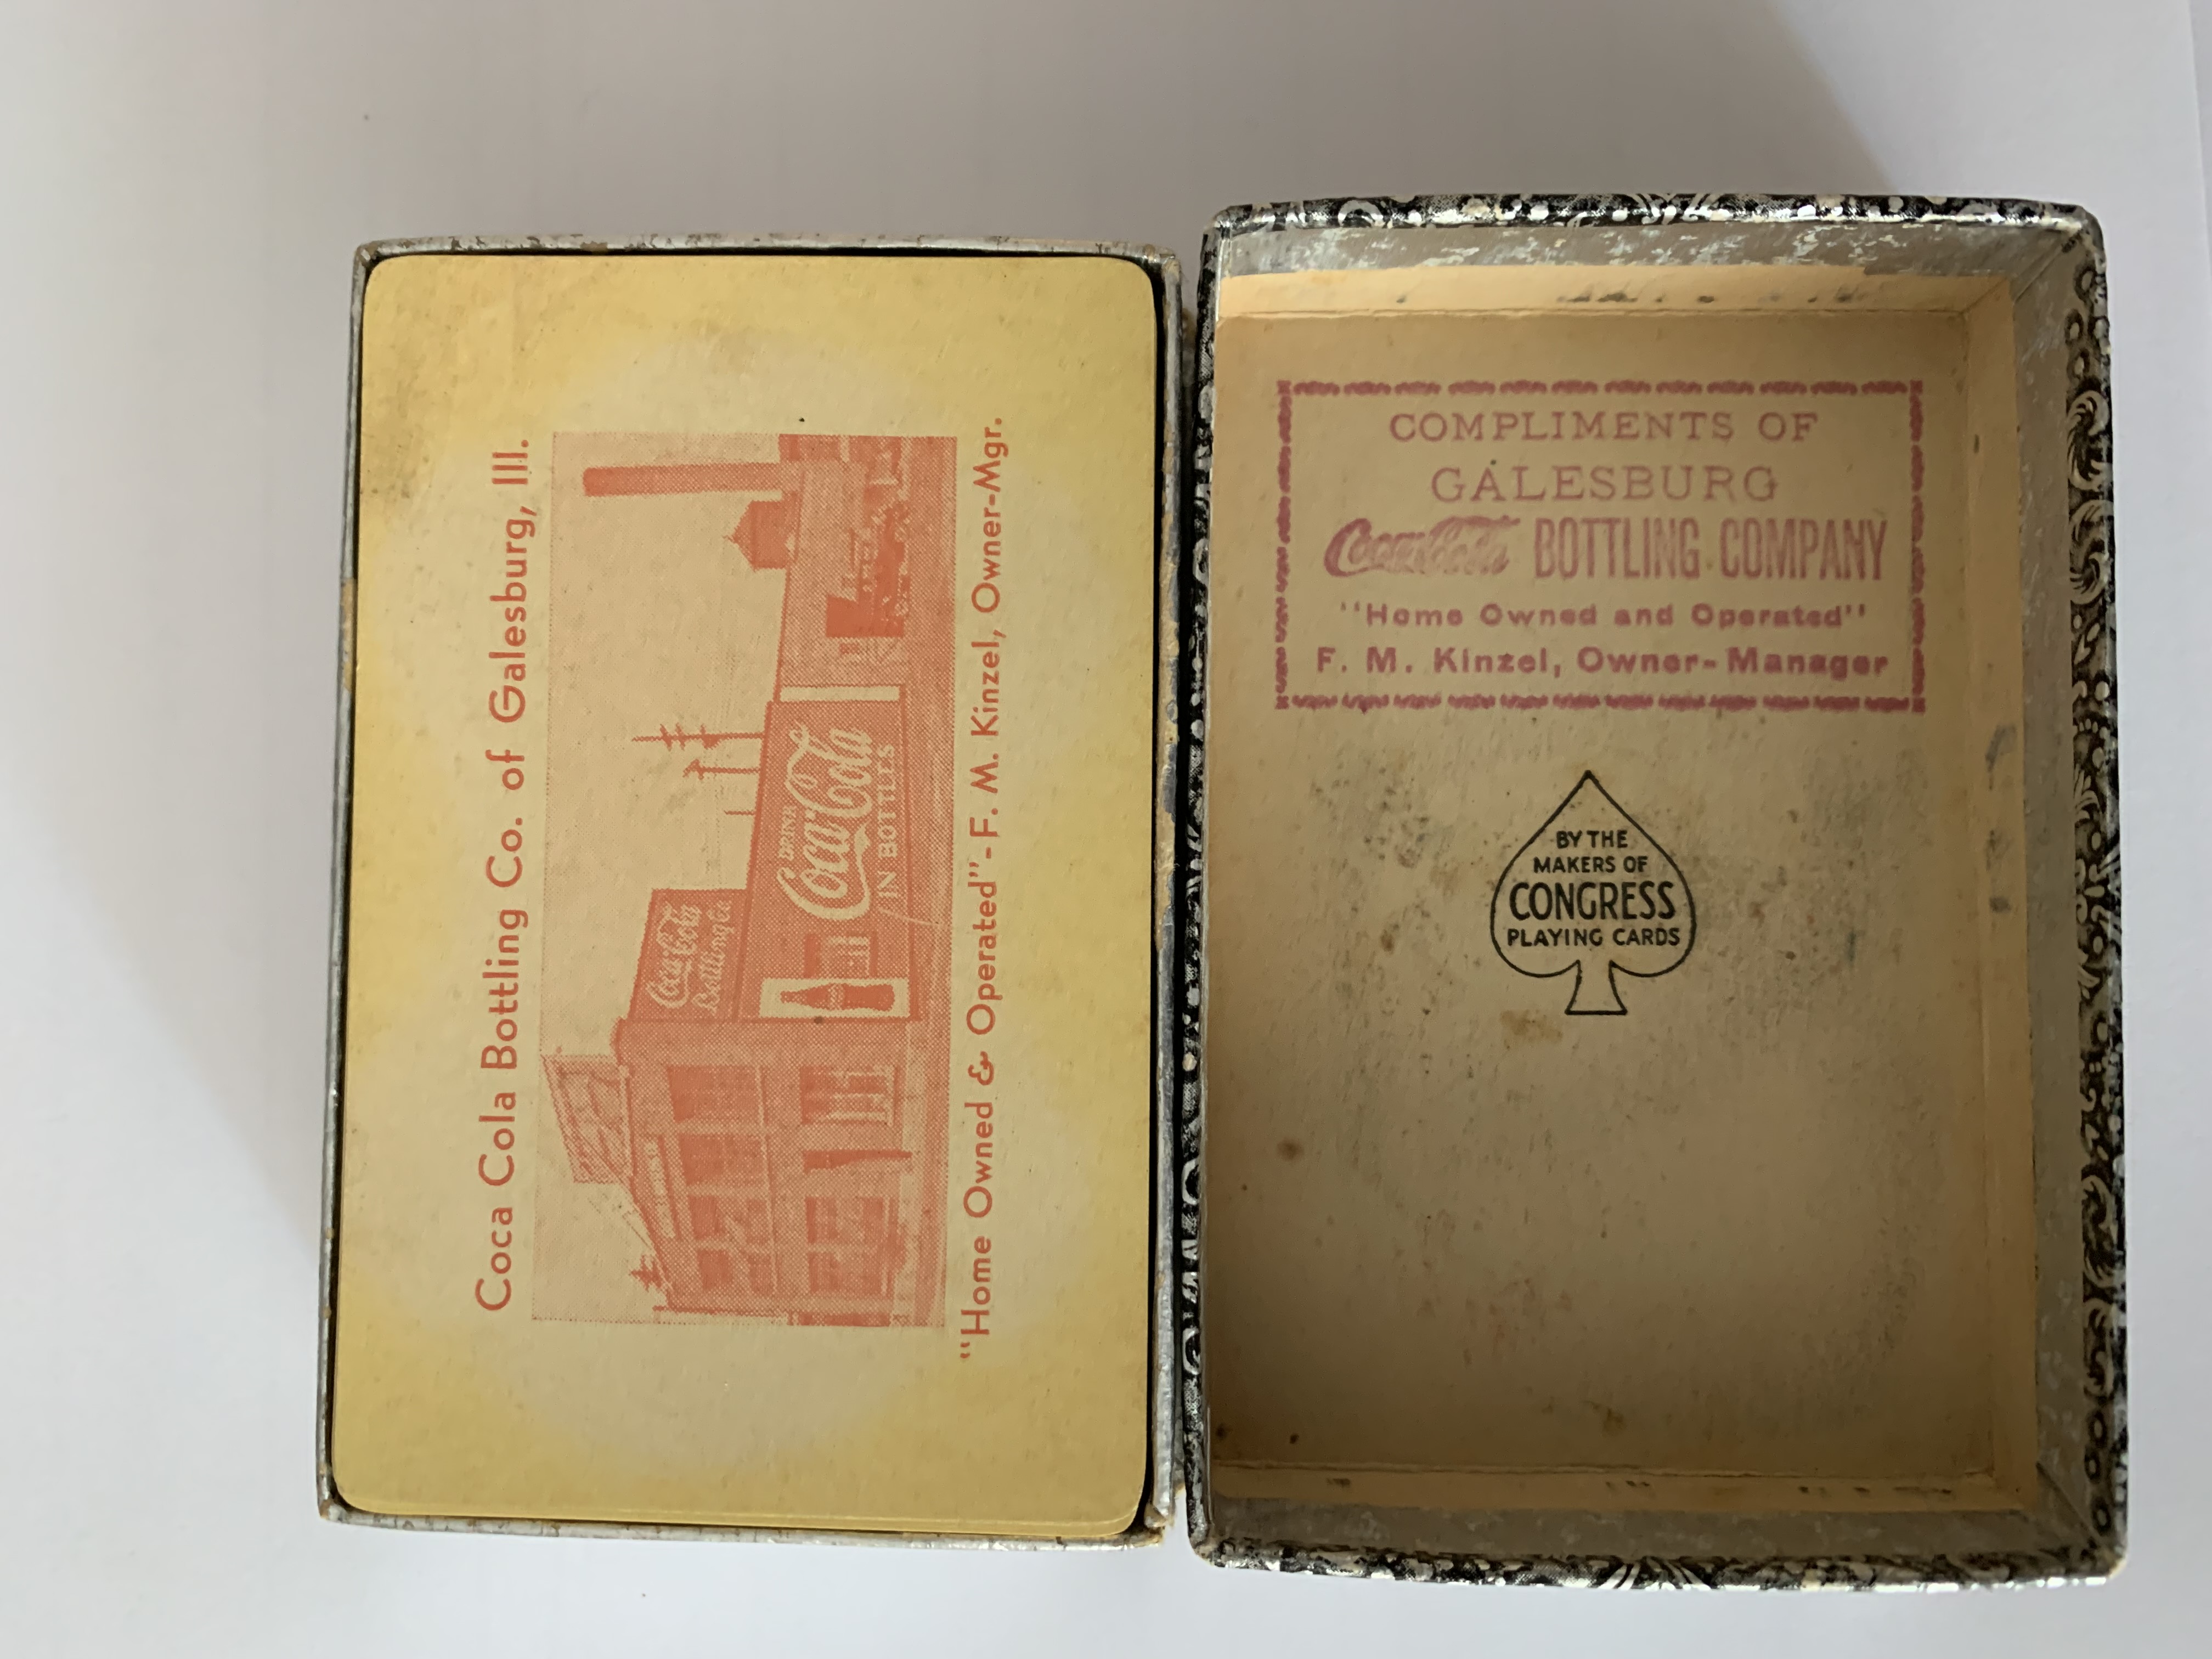 Coca Cola Bottling Co. of Galesburg, Ill.
Coca-Cola
Bottling Co.
DRINK
Coca-Cola
IN BOTTLES
"Home Owned & Operated"- F. M. Kinzel, Owner-Mgr.
COMPLIMENTS OF
GALESBURG
Coca-Cola BOTTLING COMPANY
"Home Owned and Operated"
F. M. Kinzel, Owner-Manager
BY THE
MAKERS OF
CONGRESS
PLAYING CARDS